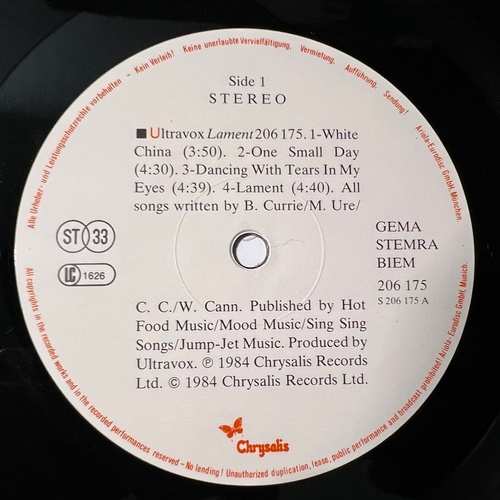 Alle Urheber- und Leistungsschutzrechte vorbehalten – Kein Verleih! Keine unerlaubte Vervielfältigung, Vermietung, Aufführung, Sendung! Ariola-Eurodisc GmbH, München.
Side 1
STEREO
■ Ultravox Lament 206 175. 1-White
China (3:50). 2-One Small Day
(4:30). 3-Dancing With Tears In My
Eyes (4:39). 4-Lament (4:40). All
songs written by B. Currie/M. Ure/
ST 33
LC 1626
GEMA
STEMRA
BIEM
206 175
S 206 175 A
C. C./W. Cann. Published by Hot
Food Music/Mood Music/Sing Sing
Songs/Jump-Jet Music. Produced by
Ultravox. ℗ 1984 Chrysalis Records
Ltd. © 1984 Chrysalis Records Ltd.
Chrysalis
All copyrights in the recorded music and in the recorded performances reserved – No lending! Unauthorized duplication, lease, public performance and broadcast prohibited! Ariola-Eurodisc GmbH, Munich.